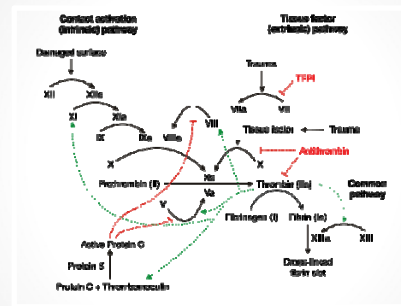 Contact activation
(intrinsic) pathway
Tissue factor
(extrinsic) pathway
Damaged surface
Trauma
TFPI
XII
XIIa
VIIa
VII
XI
XIa
VIII
IX
IXa
VIIIa
Tissue factor
Trauma
Antithrombin
X
X
Xa
Prothrombin (II)
Thrombin (IIa)
Common
pathway
Va
V
Fibrinogen (I)
Fibrin (Ia)
Active Protein C
XIIIa
XIII
Protein S
Cross-linked
fibrin clot
Protein C + Thrombomodulin